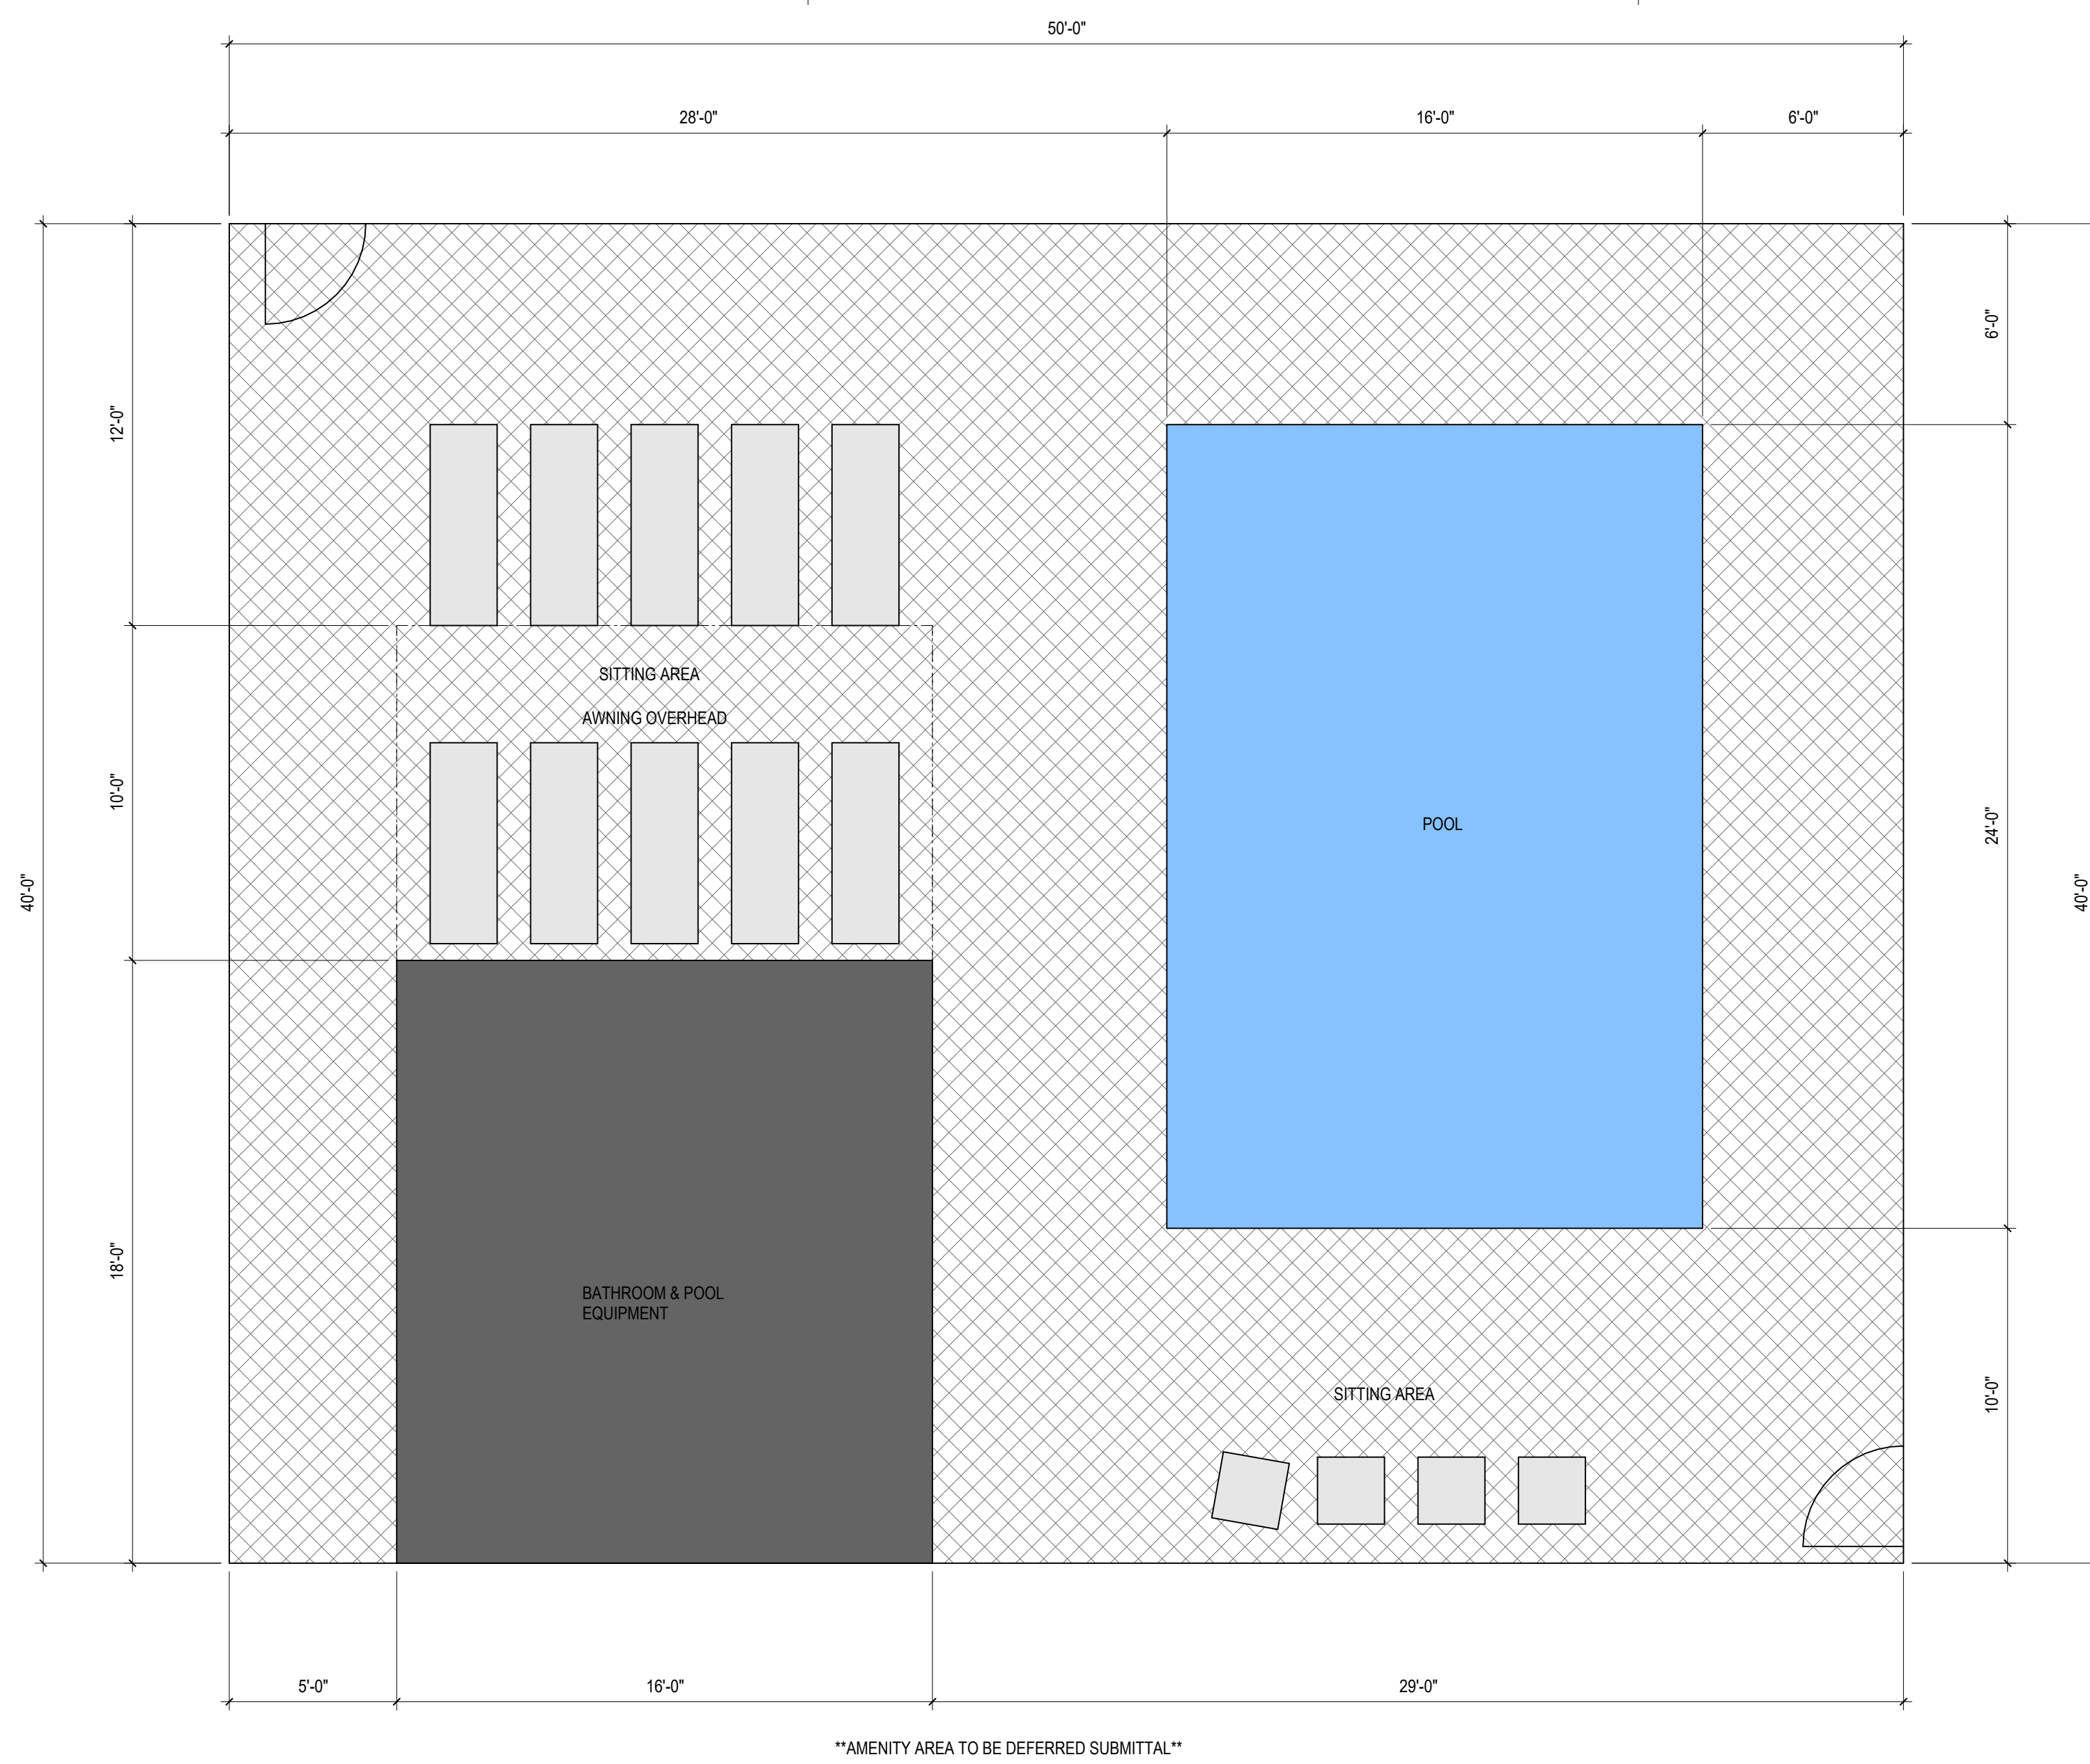 50'-0"
28'-0"
16'-0"
6'-0"
6'-0"
12'-0"
SITTING AREA
AWNING OVERHEAD
10'-0"
POOL
24'-0"
40'-0"
40'-0"
18'-0"
BATHROOM & POOL
EQUIPMENT
SITTING AREA
10'-0"
5'-0"
16'-0"
29'-0"
**AMENITY AREA TO BE DEFERRED SUBMITTAL**